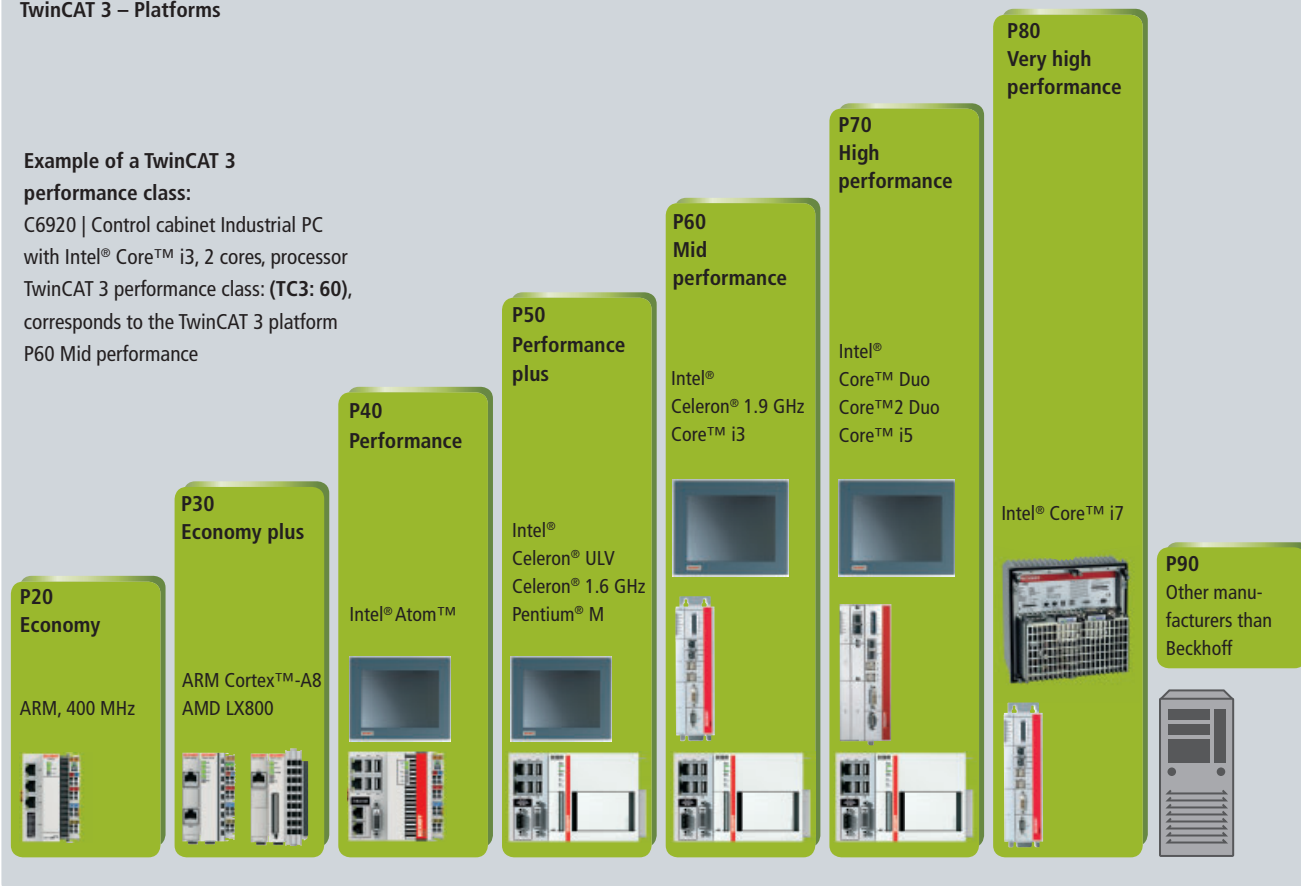 TwinCAT 3 – Platforms
Example of a TwinCAT 3
performance class:
C6920 | Control cabinet Industrial PC
with Intel® Core™ i3, 2 cores, processor
TwinCAT 3 performance class: (TC3: 60),
corresponds to the TwinCAT 3 platform
P60 Mid performance
P20
Economy
ARM, 400 MHz
P30
Economy plus
ARM Cortex™-A8
AMD LX800
P40
Performance
Intel® Atom™
P50
Performance
plus
Intel®
Celeron® ULV
Celeron® 1.6 GHz
Pentium® M
P60
Mid
performance
Intel®
Celeron® 1.9 GHz
Core™ i3
P70
High
performance
Intel®
Core™ Duo
Core™2 Duo
Core™ i5
P80
Very high
performance
Intel® Core™ i7
P90
Other manu-
facturers than
Beckhoff